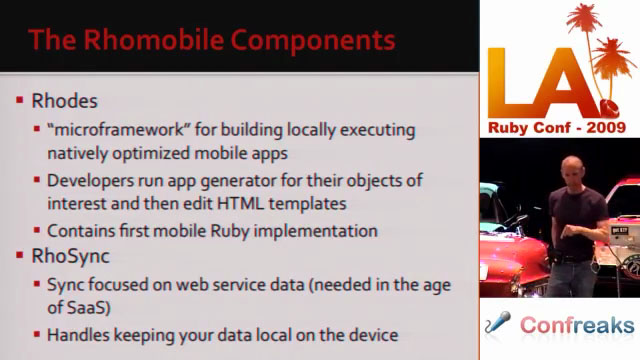 The Rhomobile Components
Rhodes
"microframework" for building locally executing
natively optimized mobile apps
Developers run app generator for their objects of
interest and then edit HTML templates
Contains first mobile Ruby implementation
RhoSync
Sync focused on web service data (needed in the age
of SaaS)
Handles keeping your data local on the device
LA
Ruby Conf - 2009
Confreaks